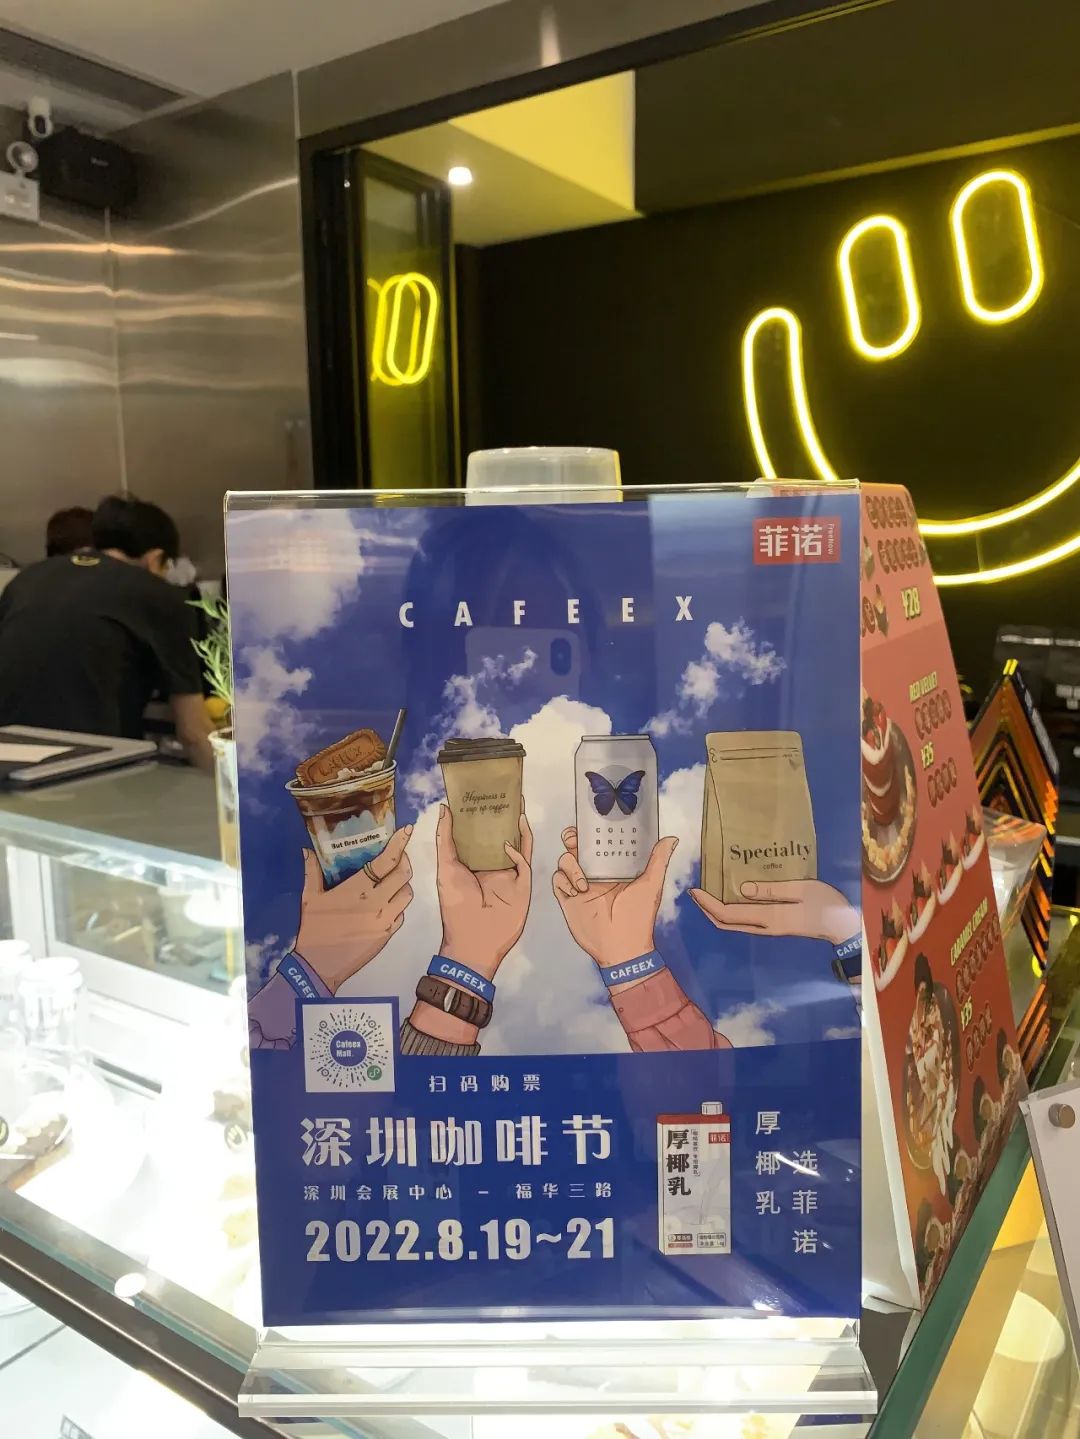 菲诺
FreeNow
CAFEEX
But first coffee
Happiness is
a cup of coffee
COLD
BREW
COFFEE
Specialty
coffee
CAFEEX
CAFEEX
Cafeex
Mall.
扫码购票
深圳咖啡节
深圳会展中心 - 福华三路
2022.8.19~21
厚椰乳
菲诺
厚椰乳
选菲诺
¥28
RED VELVET
¥35
CARAMEL CREAM
¥35